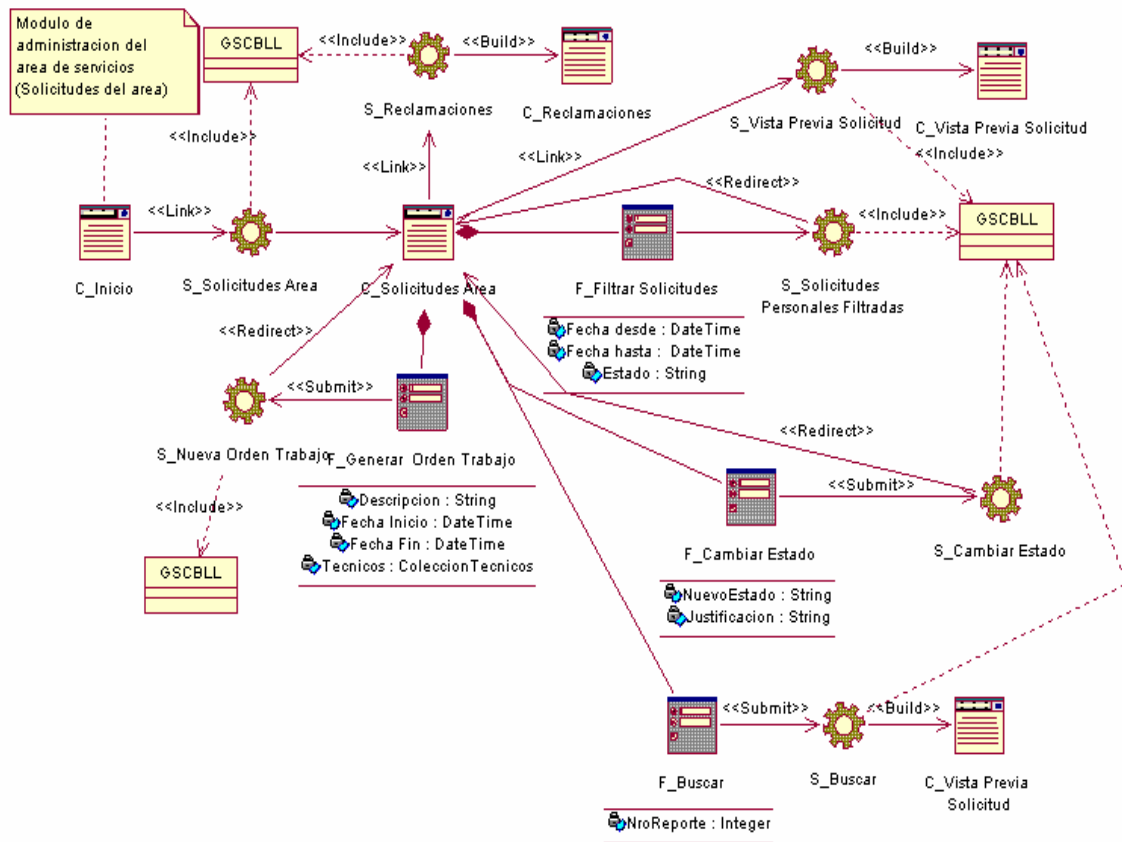 Modulo de
administracion del
area de servicios
(Solicitudes del area)
GSCBLL
<<Include>>
<<Build>>
S_Reclamaciones
C_Reclamaciones
<<Build>>
S_Vista Previa Solicitud
C_Vista Previa Solicitud
<<Include>>
<<Include>>
<<Link>>
<<Link>>
<<Redirect>>
<<Link>>
<<Include>>
GSCBLL
C_Inicio
S_Solicitudes Area
C_Solicitudes Area
F_Filtrar Solicitudes
S_Solicitudes
Personales Filtradas
Fecha desde : DateTime
Fecha hasta : DateTime
Estado : String
<<Redirect>>
<<Submit>>
S_Nueva Orden Trabajo
F_Generar Orden Trabajo
<<Redirect>>
Descripcion : String
Fecha Inicio : DateTime
Fecha Fin : DateTime
Tecnicos : ColeccionTecnicos
<<Include>>
GSCBLL
<<Submit>>
F_Cambiar Estado
S_Cambiar Estado
NuevoEstado : String
Justificacion : String
<<Submit>>
<<Build>>
F_Buscar
S_Buscar
C_Vista Previa
Solicitud
NroReporte : Integer